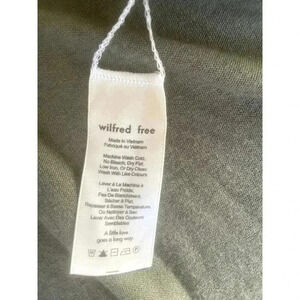 wilfred free
Made in Vietnam
Fabriqué au Vietnam
Machine Wash Cold,
No Bleach, Dry Flat,
Low Iron, Or Dry Clean.
Wash With Like Colours.
Laver À La Machine À
L'eau Froide,
Pas De Blanchisseur,
Sécher À Plat,
Repasser À Basse Température,
Ou Nettoyer À Sec.
Laver Avec Des Couleurs
Semblables.
A little love
goes a long way